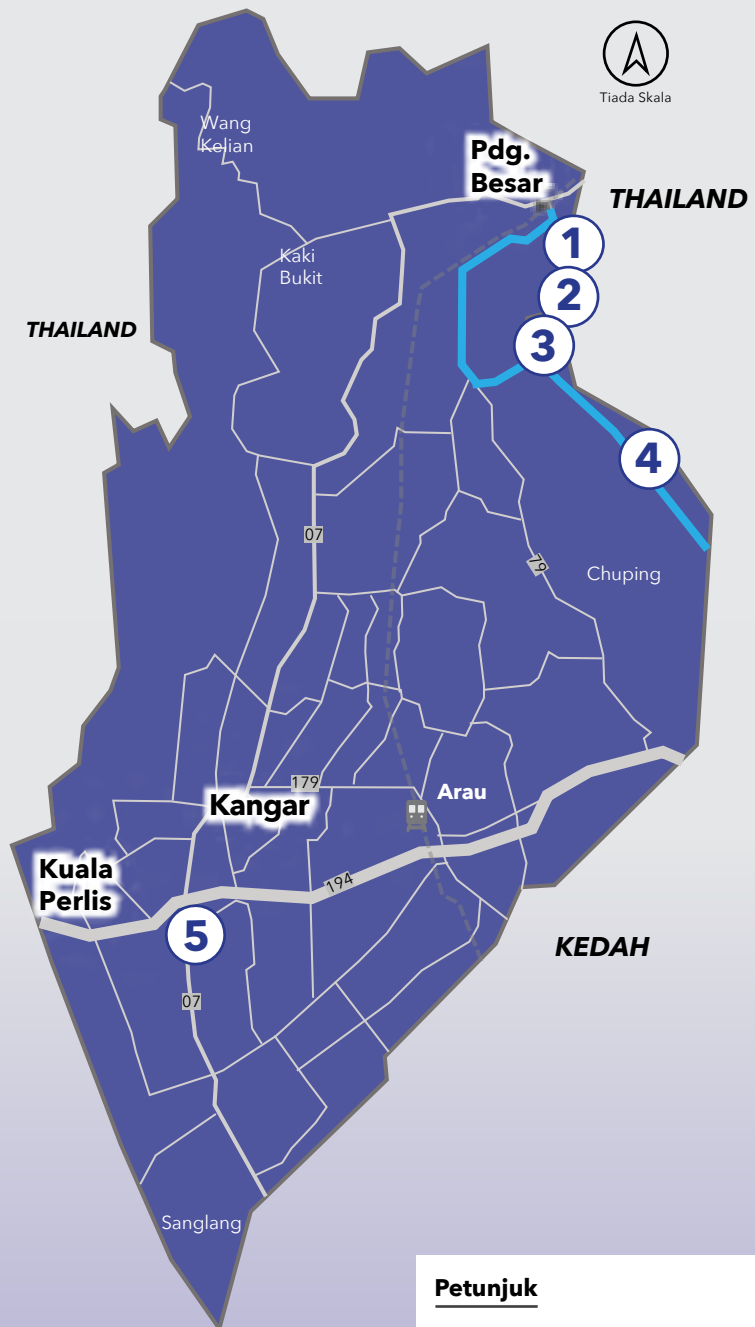 Tiada Skala
Wang
Kelian
Pdg.
Besar
THAILAND
1
Kaki
Bukit
2
THAILAND
3
4
07
79
Chuping
179
Arau
Kangar
Kuala
Perlis
194
5
KEDAH
07
Sanglang
Petunjuk